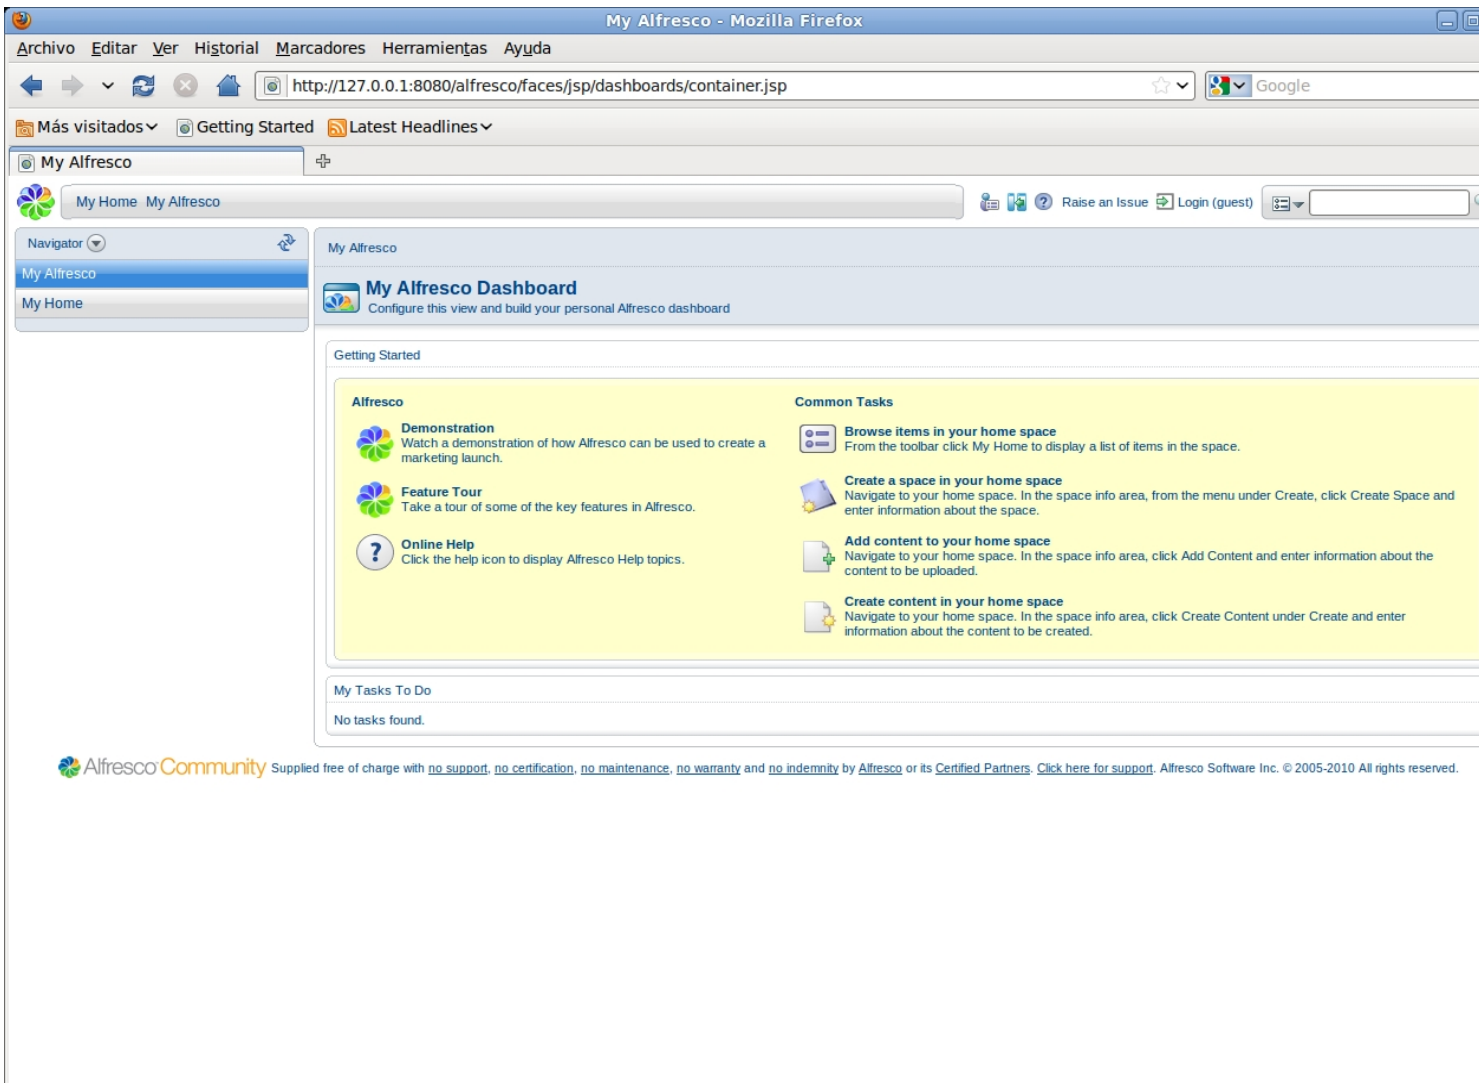 My Alfresco - Mozilla Firefox
Archivo Editar Ver Historial Marcadores Herramientas Ayuda
http://127.0.0.1:8080/alfresco/faces/jsp/dashboards/container.jsp
Google
Más visitados Getting Started Latest Headlines
My Alfresco
My Home My Alfresco
Raise an Issue Login (guest)
Navigator
My Alfresco
My Home
My Alfresco
My Alfresco Dashboard
Configure this view and build your personal Alfresco dashboard
Getting Started
Alfresco
Demonstration
Watch a demonstration of how Alfresco can be used to create a
marketing launch.
Feature Tour
Take a tour of some of the key features in Alfresco.
Online Help
Click the help icon to display Alfresco Help topics.
Common Tasks
Browse items in your home space
From the toolbar click My Home to display a list of items in the space.
Create a space in your home space
Navigate to your home space. In the space info area, from the menu under Create, click Create Space and
enter information about the space.
Add content to your home space
Navigate to your home space. In the space info area, click Add Content and enter information about the
content to be uploaded.
Create content in your home space
Navigate to your home space. In the space info area, click Create Content under Create and enter
information about the content to be created.
My Tasks To Do
No tasks found.
Alfresco Community Supplied free of charge with no support, no certification, no maintenance, no warranty and no indemnity by Alfresco or its Certified Partners. Click here for support. Alfresco Software Inc. © 2005-2010 All rights reserved.